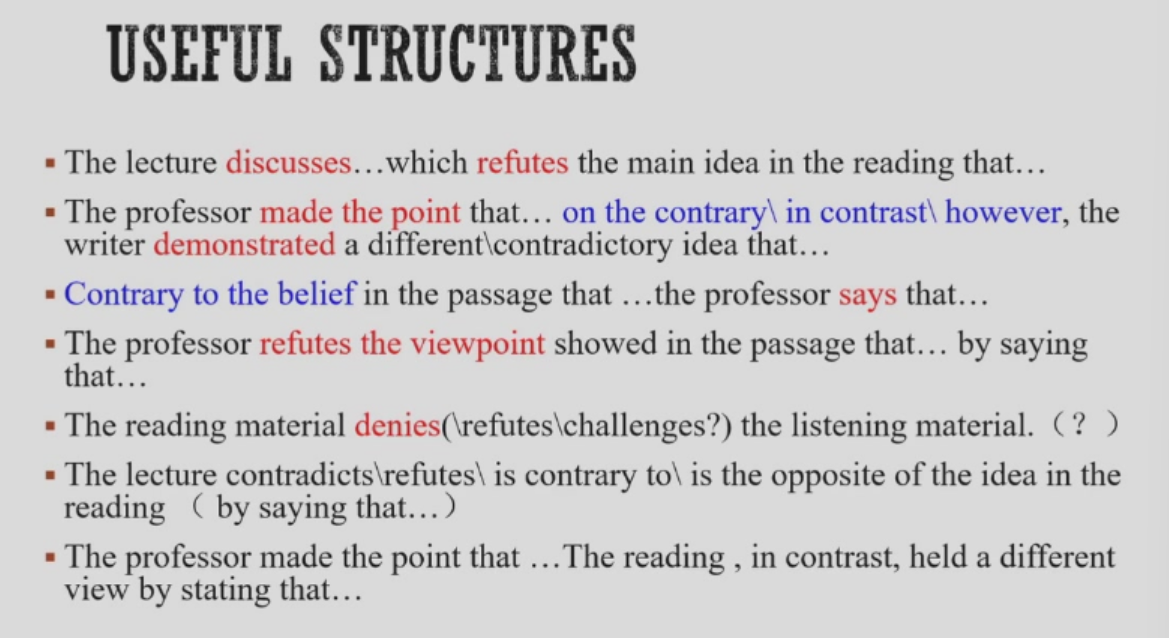 USEFUL STRUCTURES
▪ The lecture discusses…which refutes the main idea in the reading that…
▪ The professor made the point that… on the contrary\ in contrast\ however, the
writer demonstrated a different\contradictory idea that…
▪ Contrary to the belief in the passage that …the professor says that…
▪ The professor refutes the viewpoint showed in the passage that… by saying
that…
▪ The reading material denies(\refutes\challenges?) the listening material.（? ）
▪ The lecture contradicts\refutes\ is contrary to\ is the opposite of the idea in the
reading （ by saying that…）
▪ The professor made the point that …The reading , in contrast, held a different
view by stating that…